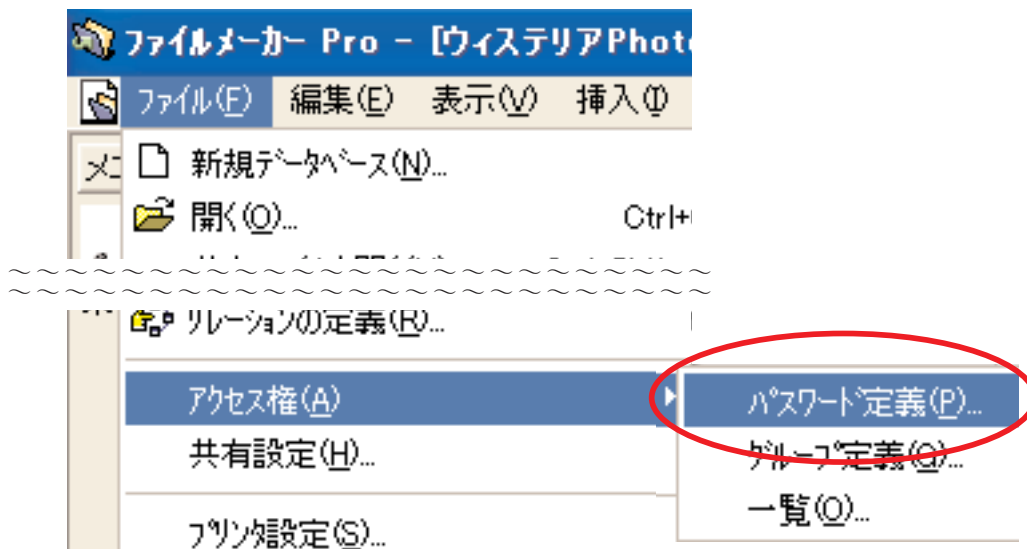 ファイルメーカー Pro - [ウィステリアPhoto
ファイル(F) 編集(E) 表示(V) 挿入(I)
新規データベース(N)...
開く(O)... Ctrl+
リレーションの定義(R)...
アクセス権(A)
パスワード定義(P)...
共有設定(H)...
グループ定義(G)...
一覧(O)...
プリンタ設定(S)...